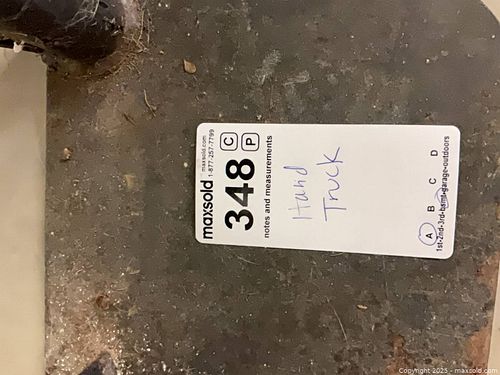 maxsold
maxsold.com
1-877-257-7799
348
C
P
notes and measurements
Hand
Truck
A B C D
1st-2nd-3rd-bsmt-garage-outdoors
Copyright 2025 - maxsold.com